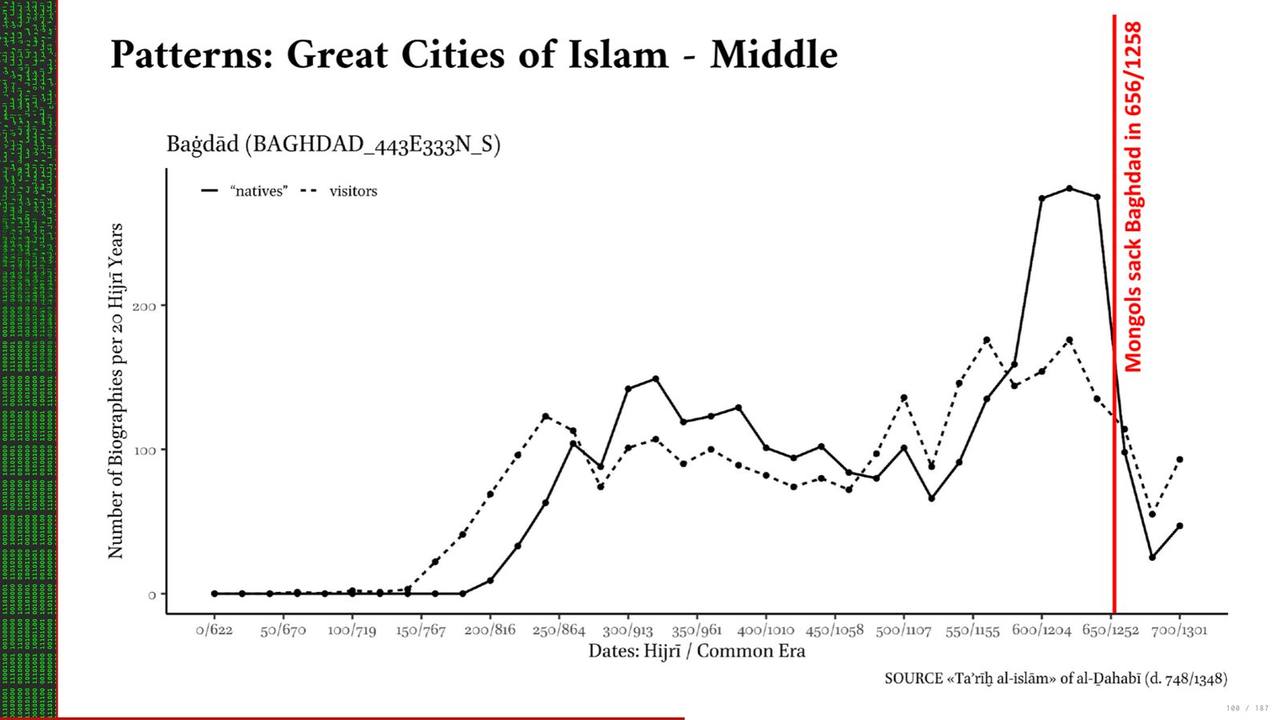 Patterns: Great Cities of Islam - Middle
Mongols sack Baghdad in 656/1258
Baġdād (BAGHDAD_443E333N_S)
“natives” visitors
Number of Biographies per 20 Hijrī Years
200
100
0
0/622 50/670 100/719 150/767 200/816 250/864 300/913 350/961 400/1010 450/1058 500/1107 550/1155 600/1204 650/1252 700/1301
Dates: Hijrī / Common Era
SOURCE «Taʾrīḫ al-islām» of al-Ḏahabī (d. 748/1348)
100 / 187